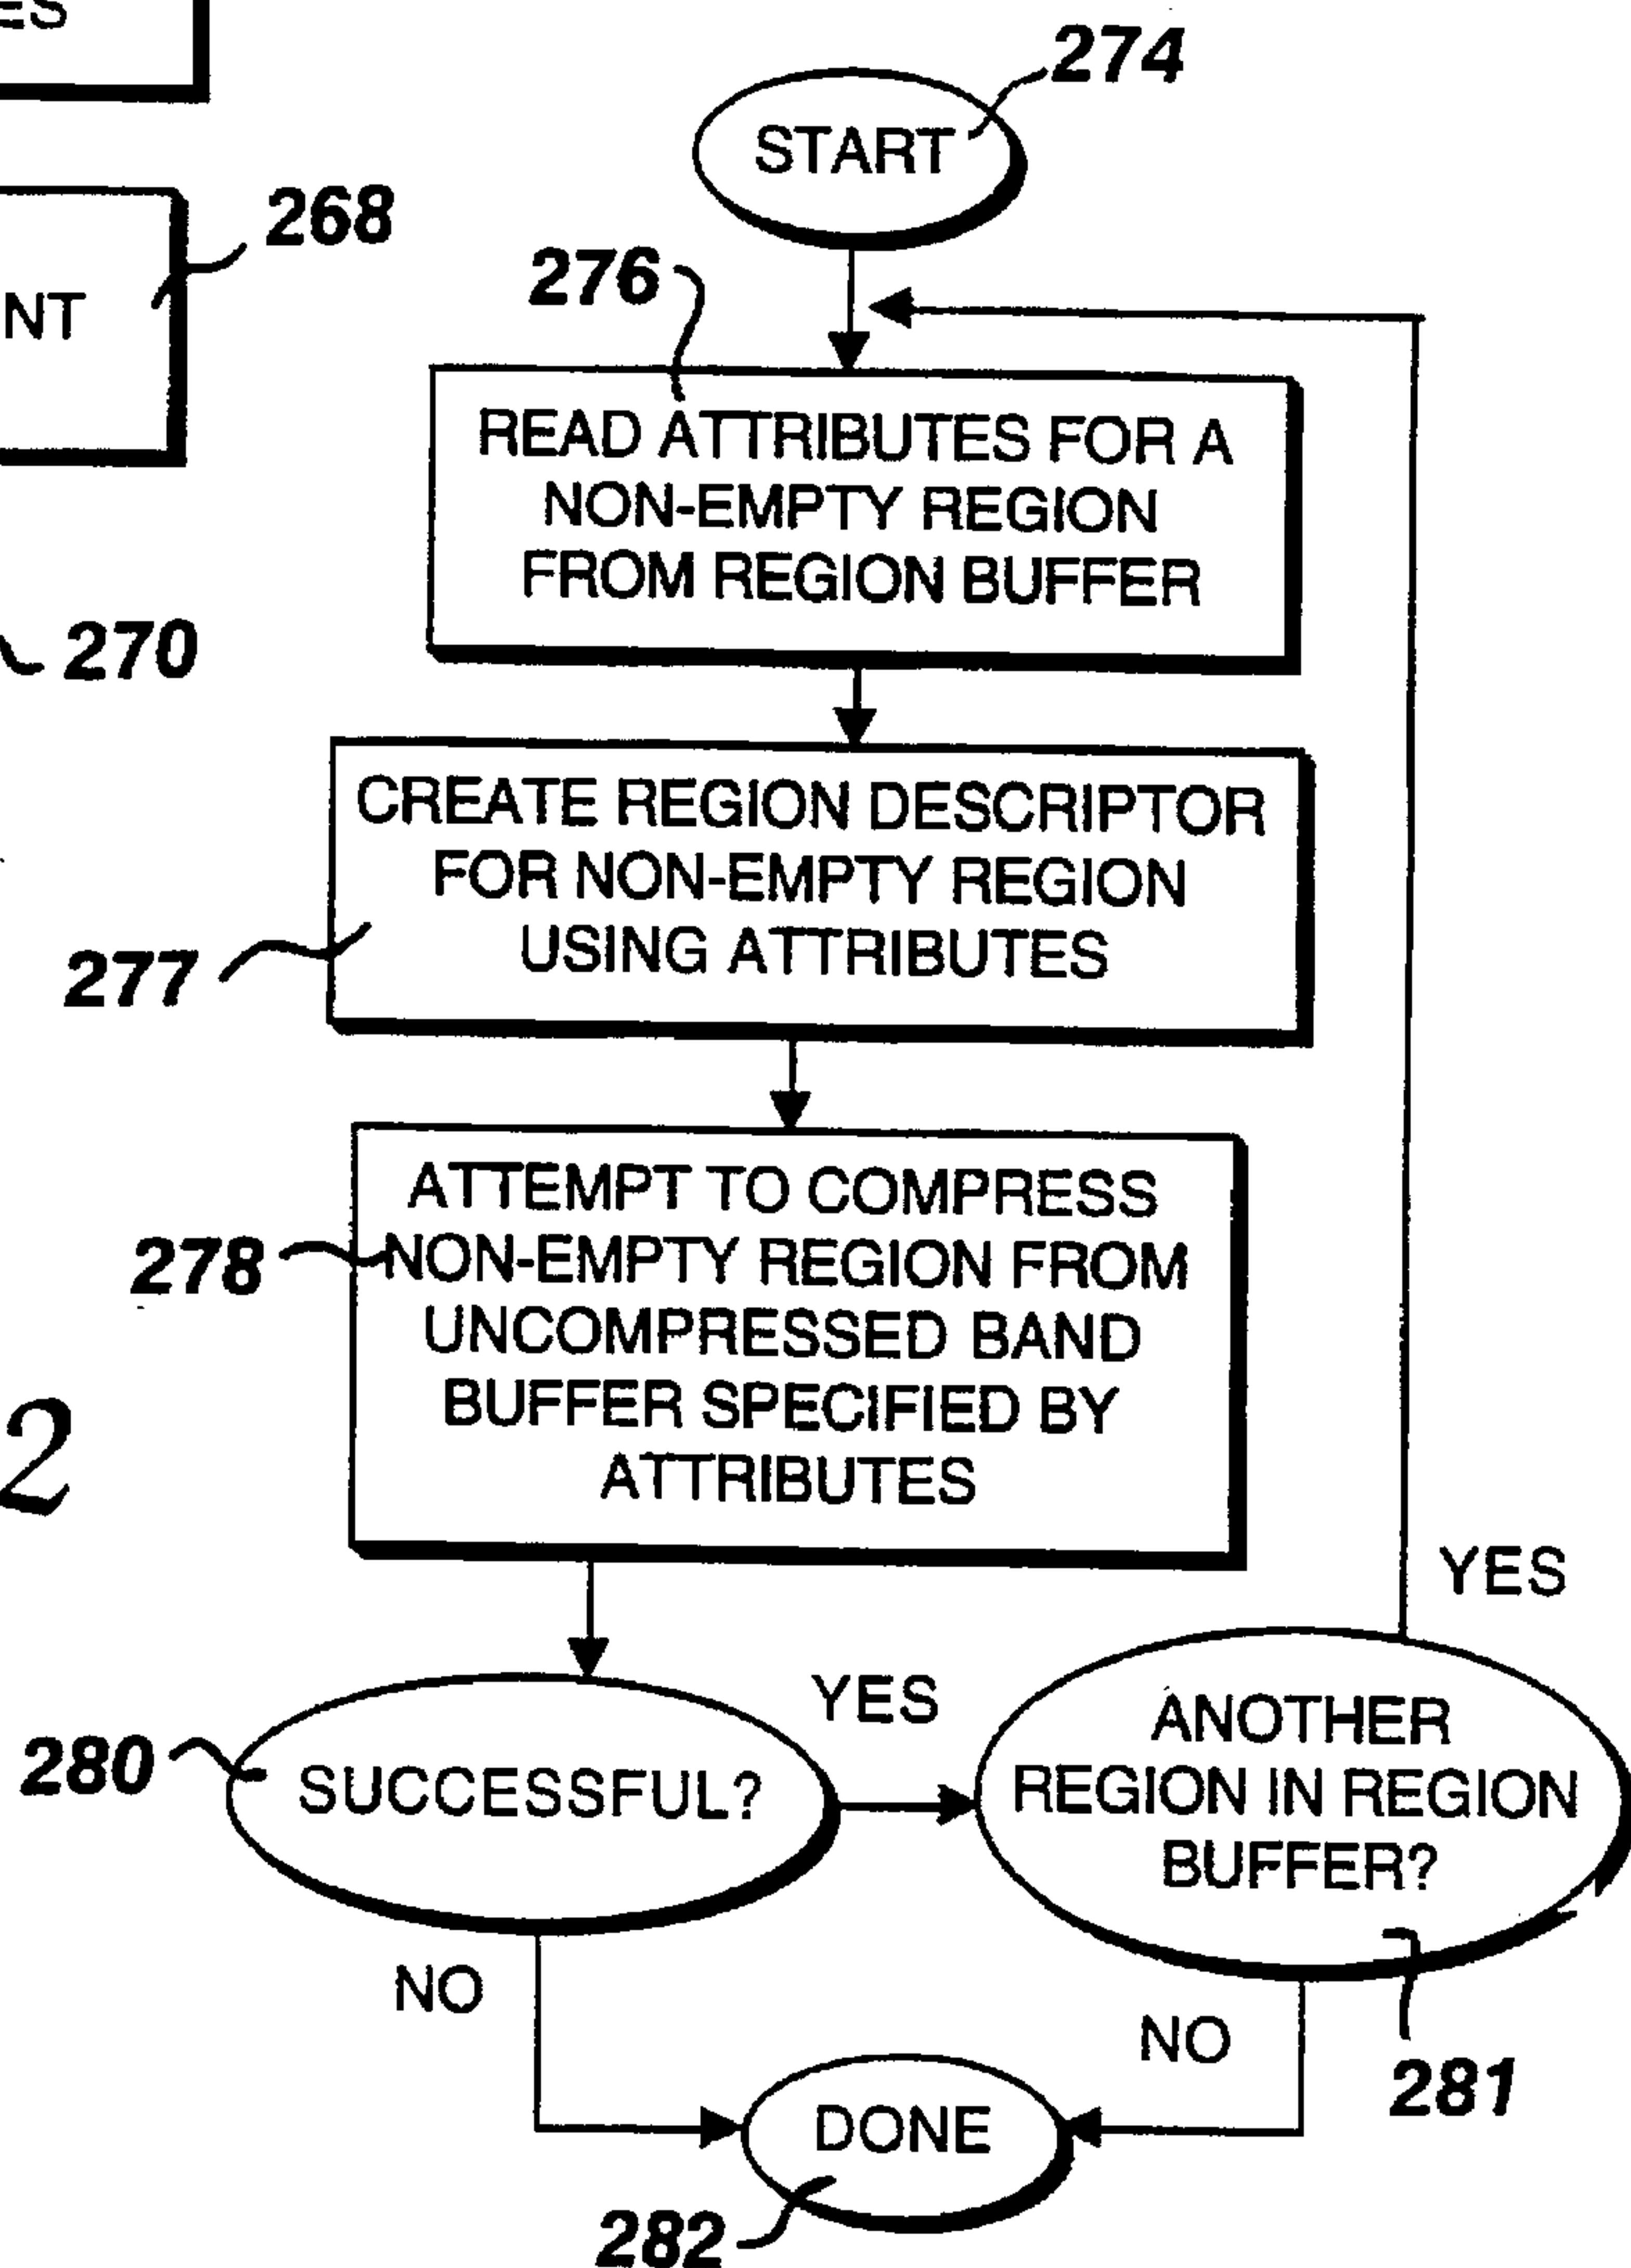 ES
274
START
268
276
NT
READ ATTRIBUTES FOR A
NON-EMPTY REGION
FROM REGION BUFFER
270
CREATE REGION DESCRIPTOR
FOR NON-EMPTY REGION
USING ATTRIBUTES
277
ATTEMPT TO COMPRESS
278
NON-EMPTY REGION FROM
UNCOMPRESSED BAND
BUFFER SPECIFIED BY
ATTRIBUTES
2
YES
YES
280
SUCCESSFUL?
ANOTHER
REGION IN REGION
BUFFER?
NO
NO
281
DONE
282